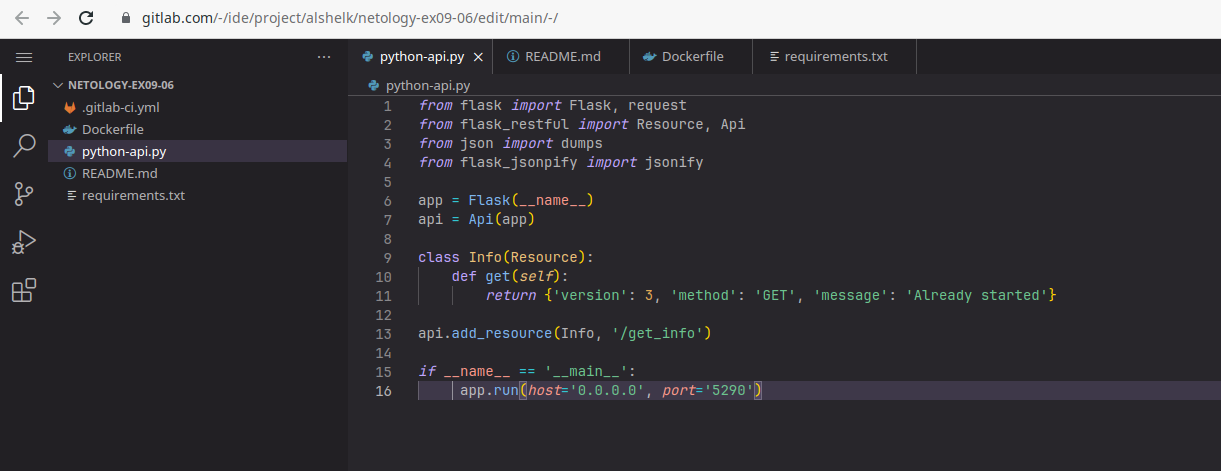 gitlab.com/-/ide/project/alshelk/netology-ex09-06/edit/main/-/
EXPLORER
NETOLOGY-EX09-06
.gitlab-ci.yml
Dockerfile
python-api.py
README.md
requirements.txt
python-api.py README.md Dockerfile requirements.txt
python-api.py
1 from flask import Flask, request
2 from flask_restful import Resource, Api
3 from json import dumps
4 from flask_jsonpify import jsonify
5
6 app = Flask(__name__)
7 api = Api(app)
8
9 class Info(Resource):
10     def get(self):
11         return {'version': 3, 'method': 'GET', 'message': 'Already started'}
12
13 api.add_resource(Info, '/get_info')
14
15 if __name__ == '__main__':
16      app.run(host='0.0.0.0', port='5290')